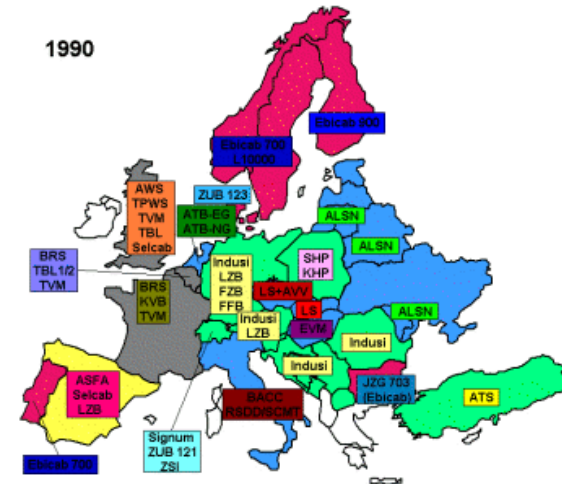 1990
Ebicab 900
Ebicab 700
L10000
AWS
TPWS
TVM
TBL
Selcab
ZUB 123
ATB-EG
ATB-NG
ALSN
ALSN
BRS
TBL1/2
TVM
Indusi
LZB
FZB
FFB
SHP
KHP
BRS
KVB
TVM
LS+AVV
LS
ALSN
Indusi
LZB
EVM
Indusi
Indusi
ASFA
Selcab
LZB
BACC
RSDD/SCMT
JZG 703
(Ebicab)
ATS
Signum
ZUB 121
ZSI
Ebicab 700